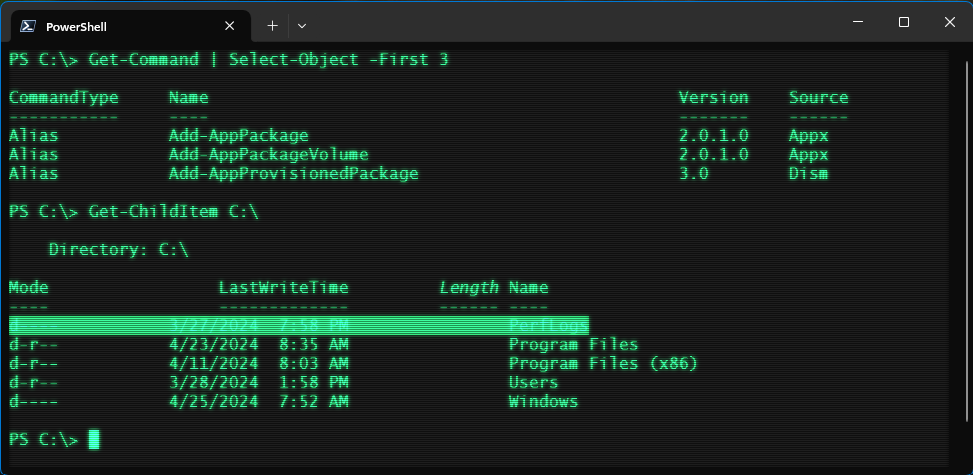 PowerShell
PS C:\> Get-Command | Select-Object -First 3
CommandType     Name                                               Version    Source
-----------     ----                                               -------    ------
Alias           Add-AppPackage                                     2.0.1.0    Appx
Alias           Add-AppPackageVolume                               2.0.1.0    Appx
Alias           Add-AppProvisionedPackage                          3.0        Dism
PS C:\> Get-ChildItem C:\
    Directory: C:\
Mode                 LastWriteTime         Length Name
----                 -------------         ------ ----
d----           3/27/2024  7:58 PM                PerfLogs
d-r--           4/23/2024  8:35 AM                Program Files
d-r--           4/11/2024  8:03 AM                Program Files (x86)
d-r--           3/28/2024  1:58 PM                Users
d----           4/25/2024  7:52 AM                Windows
PS C:\>